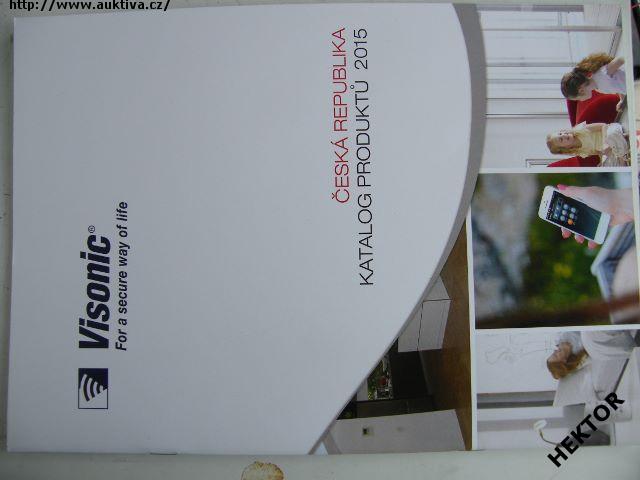 http://www.auktiva.cz/
Visonic®
For a secure way of life
ČESKÁ REPUBLIKA
KATALOG PRODUKTŮ 2015
HEKTOR